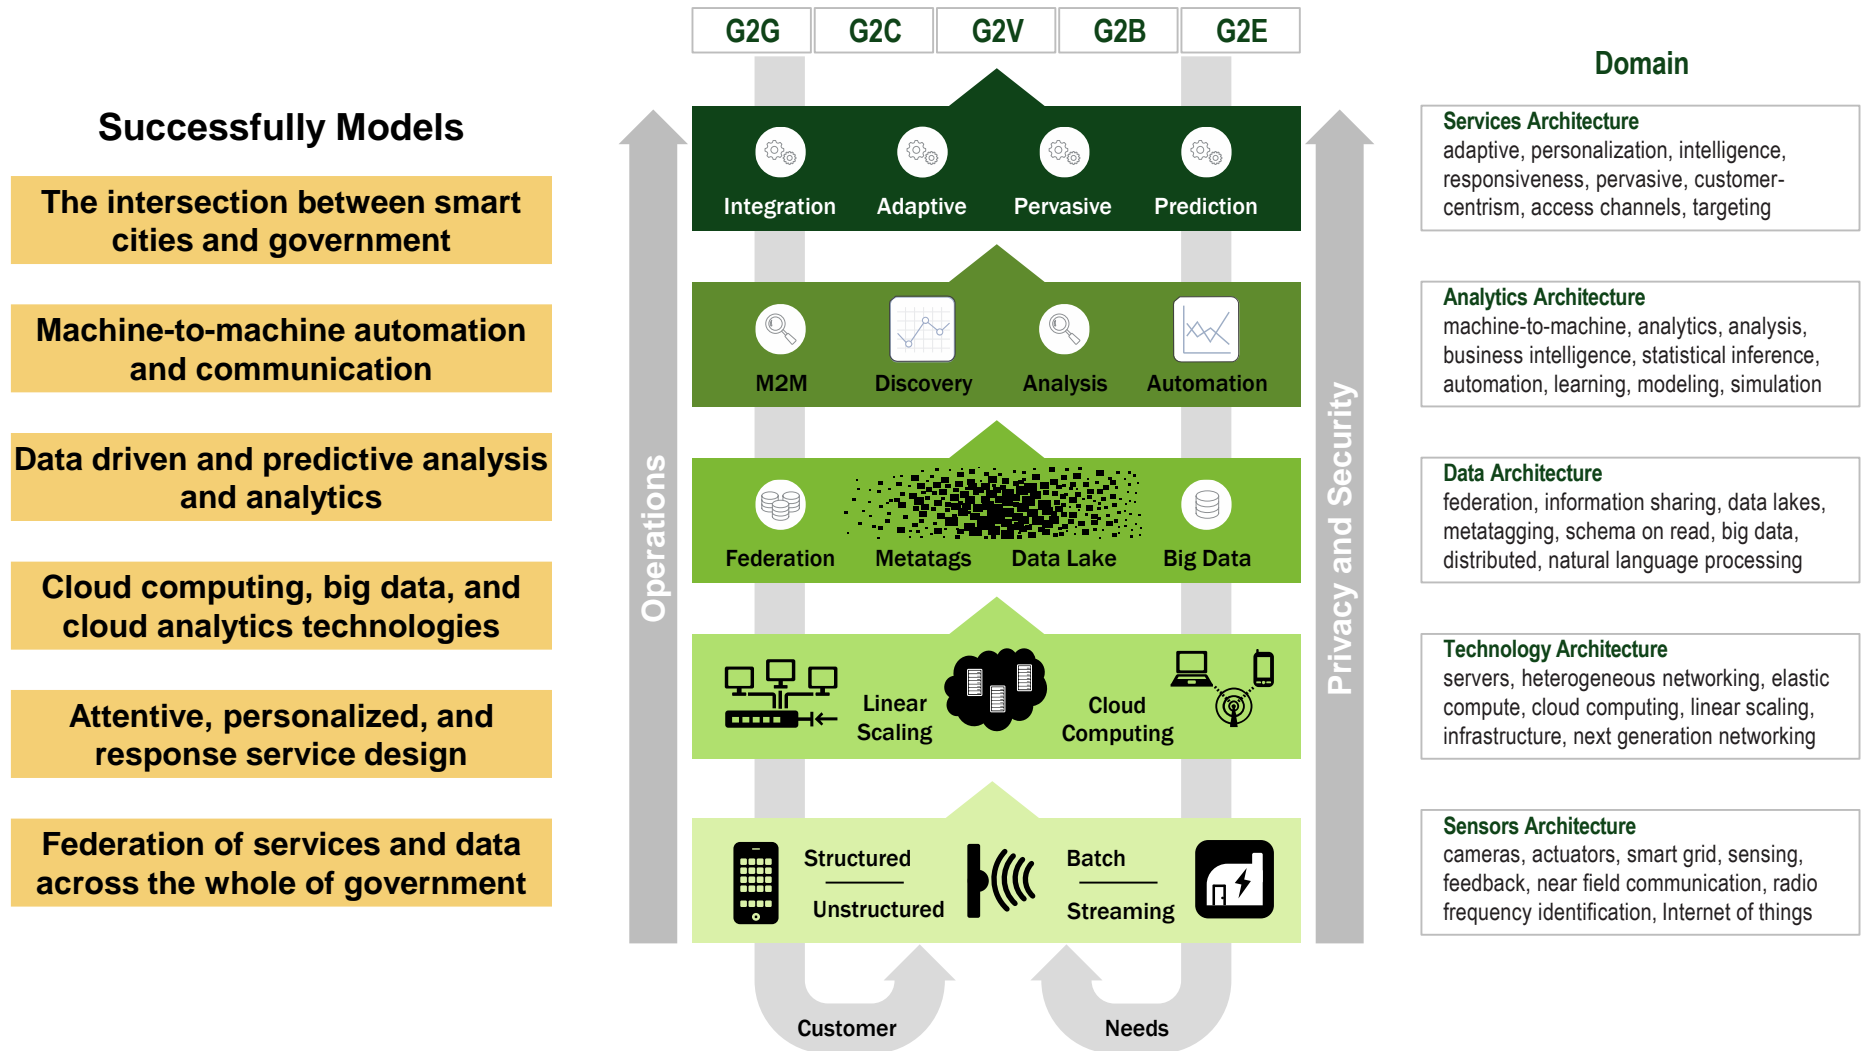 G2G
G2C
G2V
G2B
G2E
Successfully Models
The intersection between smart
cities and government
Machine-to-machine automation
and communication
Data driven and predictive analysis
and analytics
Cloud computing, big data, and
cloud analytics technologies
Attentive, personalized, and
response service design
Federation of services and data
across the whole of government
Operations
Integration
Adaptive
Pervasive
Prediction
M2M
Discovery
Analysis
Automation
Federation
Metatags
Data Lake
Big Data
Linear
Scaling
Cloud
Computing
Structured
Unstructured
Batch
Streaming
Customer
Needs
Privacy and Security
Domain
Services Architecture
adaptive, personalization, intelligence,
responsiveness, pervasive, customer-
centrism, access channels, targeting
Analytics Architecture
machine-to-machine, analytics, analysis,
business intelligence, statistical inference,
automation, learning, modeling, simulation
Data Architecture
federation, information sharing, data lakes,
metatagging, schema on read, big data,
distributed, natural language processing
Technology Architecture
servers, heterogeneous networking, elastic
compute, cloud computing, linear scaling,
infrastructure, next generation networking
Sensors Architecture
cameras, actuators, smart grid, sensing,
feedback, near field communication, radio
frequency identification, Internet of things